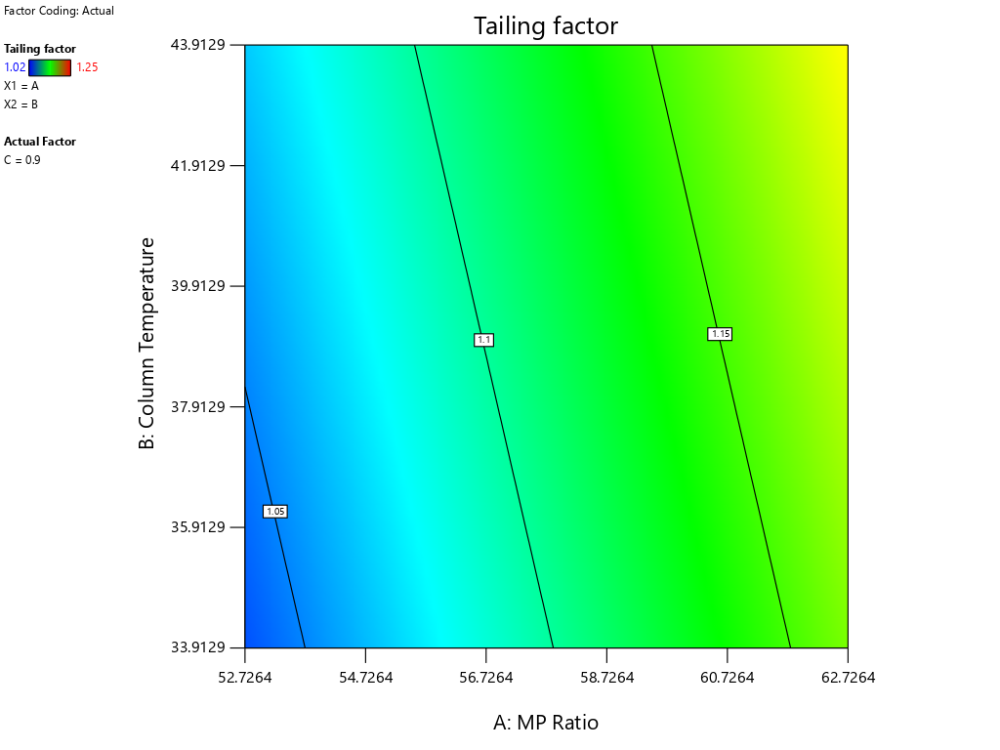 Factor Coding: Actual
Tailing factor
1.02 1.25
X1 = A
X2 = B
Actual Factor
C = 0.9
Tailing factor
43.9129
41.9129
39.9129
37.9129
35.9129
33.9129
B: Column Temperature
1.1
1.15
1.05
52.7264 54.7264 56.7264 58.7264 60.7264 62.7264
A: MP Ratio